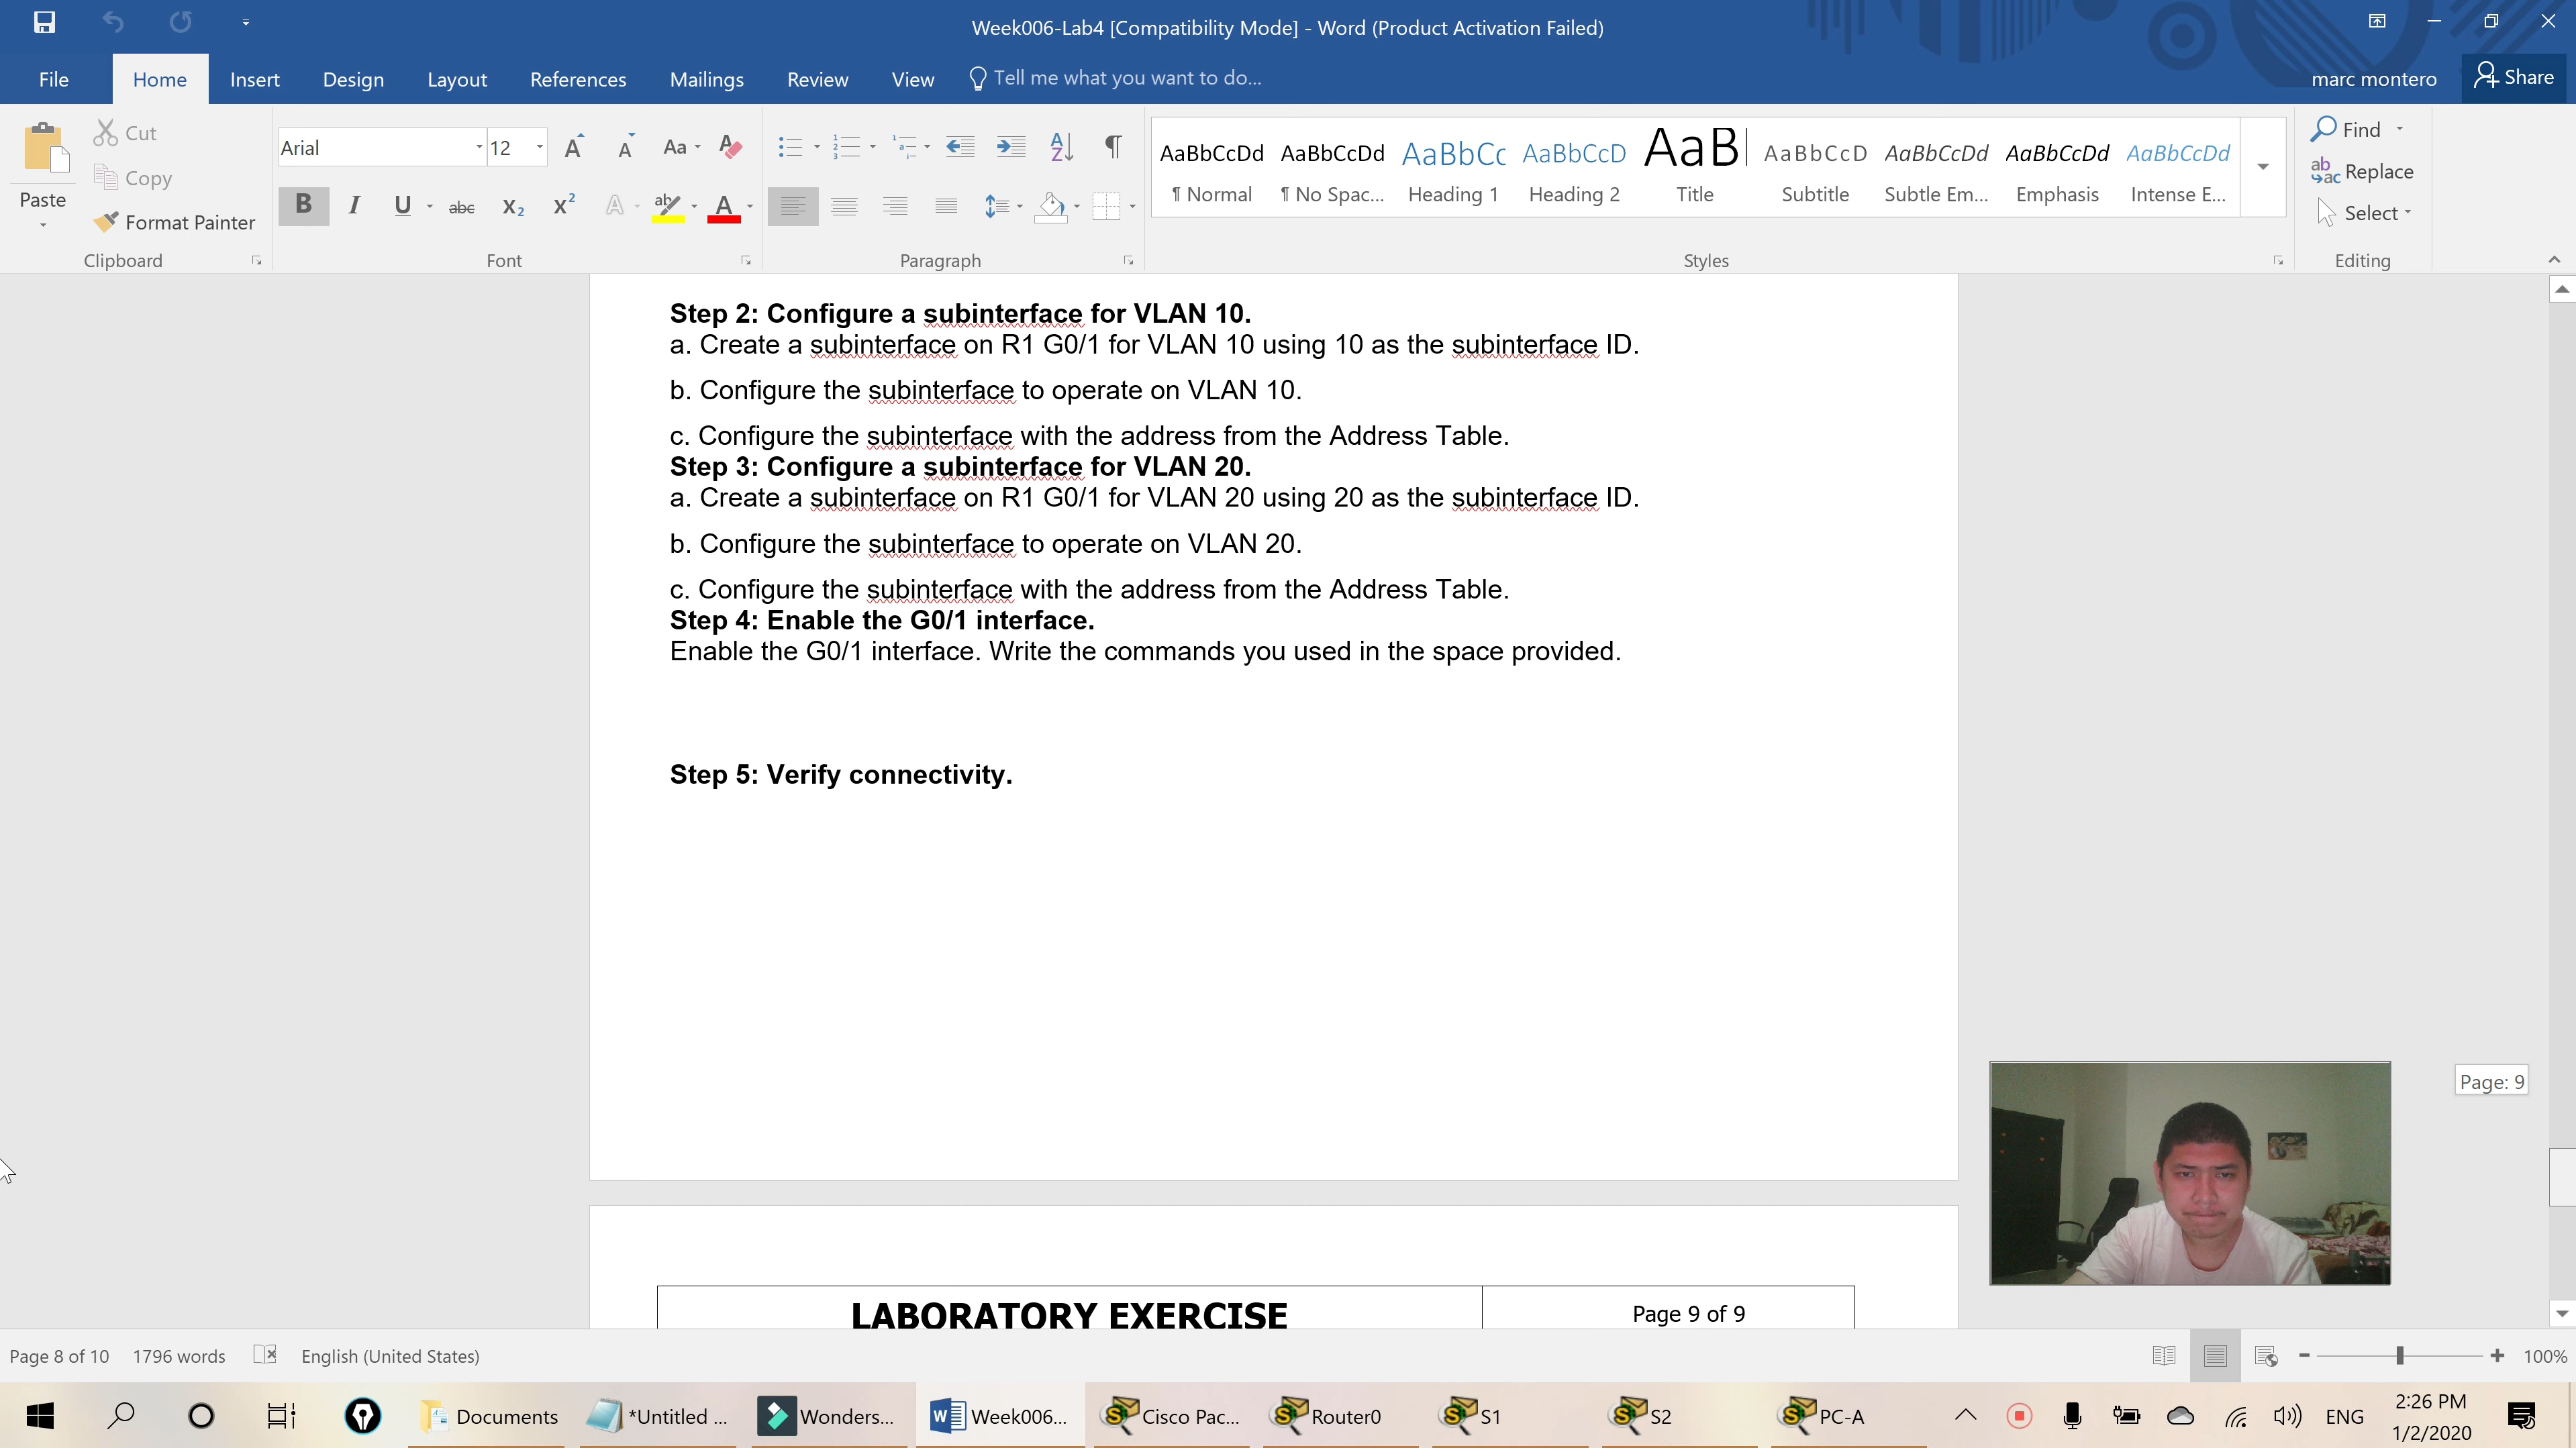 Week006-Lab4 [Compatibility Mode] - Word (Product Activation Failed)
File Home Insert Design Layout References Mailings Review View Tell me what you want to do... marc montero Share
Paste
Cut
Copy
Format Painter
Clipboard
Arial 12
Font
Paragraph
AaBbCcDd AaBbCcDd AaBbCc AaBbCcD AaB AaBbCcD AaBbCcDd AaBbCcDd AaBbCcDd
¶ Normal ¶ No Spac... Heading 1 Heading 2 Title Subtitle Subtle Em... Emphasis Intense E...
Styles
Find
Replace
Select
Editing
Step 2: Configure a subinterface for VLAN 10.
a. Create a subinterface on R1 G0/1 for VLAN 10 using 10 as the subinterface ID.
b. Configure the subinterface to operate on VLAN 10.
c. Configure the subinterface with the address from the Address Table.
Step 3: Configure a subinterface for VLAN 20.
a. Create a subinterface on R1 G0/1 for VLAN 20 using 20 as the subinterface ID.
b. Configure the subinterface to operate on VLAN 20.
c. Configure the subinterface with the address from the Address Table.
Step 4: Enable the G0/1 interface.
Enable the G0/1 interface. Write the commands you used in the space provided.
Step 5: Verify connectivity.
Page: 9
LABORATORY EXERCISE Page 9 of 9
Page 8 of 10 1796 words English (United States) 100%
Documents *Untitled ... Wonders... Week006... Cisco Pac... Router0 S1 S2 PC-A ENG
2:26 PM
1/2/2020